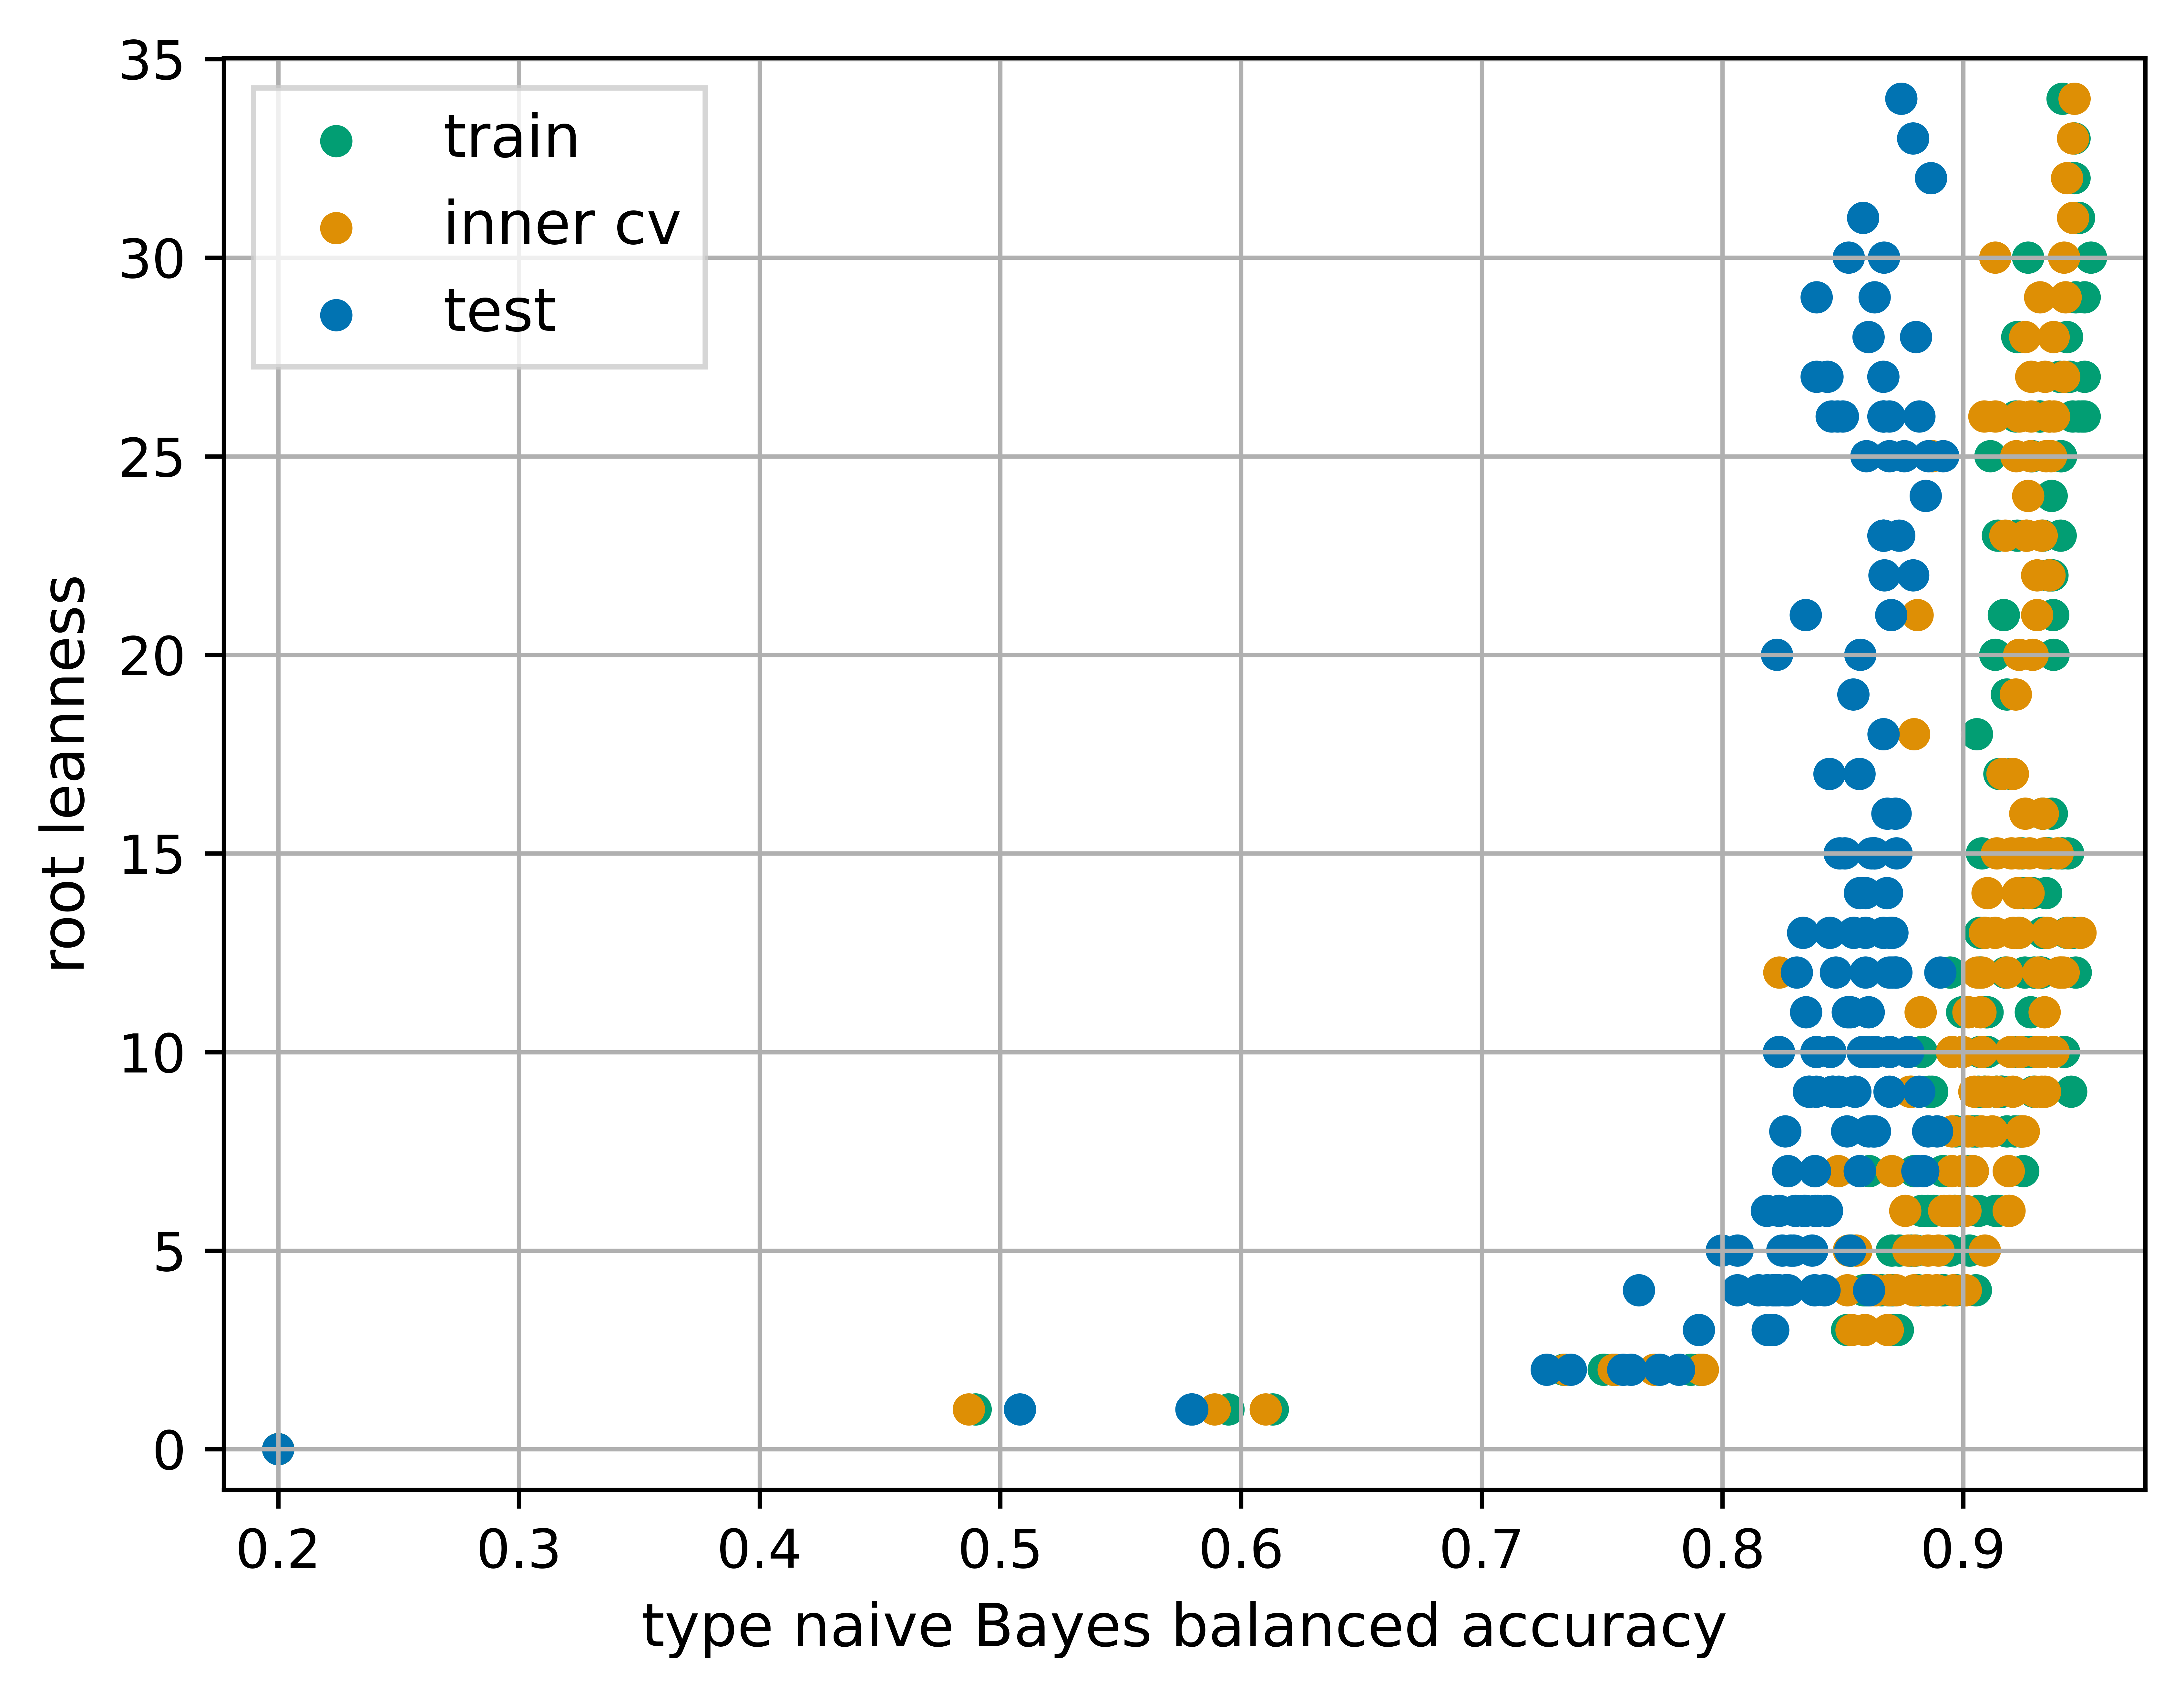 35
30
25
20
15
10
5
0
root leanness
train
inner cv
test
0.2 0.3 0.4 0.5 0.6 0.7 0.8 0.9
type naive Bayes balanced accuracy